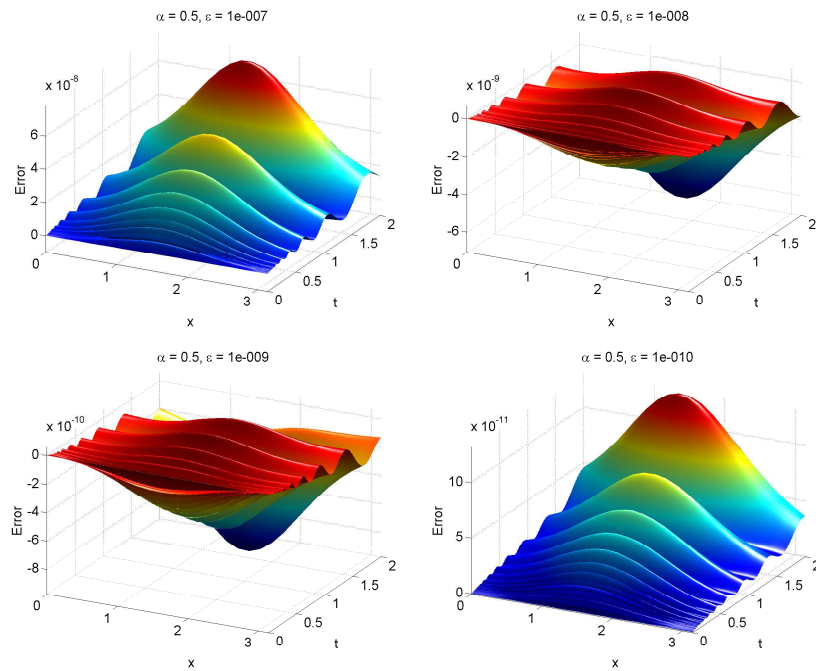 α = 0.5, ε = 1e-007
x 10^-8
6
4
2
0
Error
0
1
2
3
x
0
0.5
1
1.5
2
t
α = 0.5, ε = 1e-008
x 10^-9
0
-2
-4
-6
Error
0
1
2
3
x
0
0.5
1
1.5
2
t
α = 0.5, ε = 1e-009
x 10^-10
0
-2
-4
-6
-8
Error
0
1
2
3
x
0
0.5
1
1.5
2
t
α = 0.5, ε = 1e-010
x 10^-11
10
5
0
Error
0
1
2
3
x
0
0.5
1
1.5
2
t